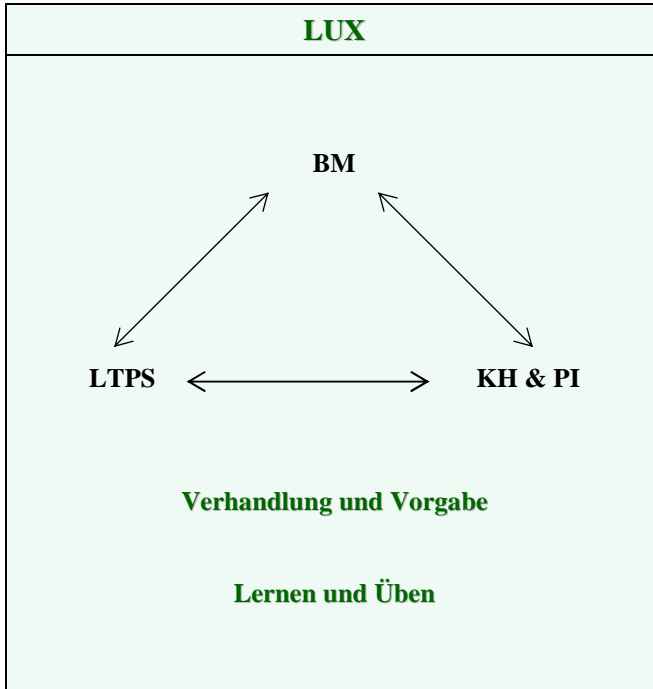 LUX
BM
LTPS KH & PI
Verhandlung und Vorgabe
Lernen und Üben